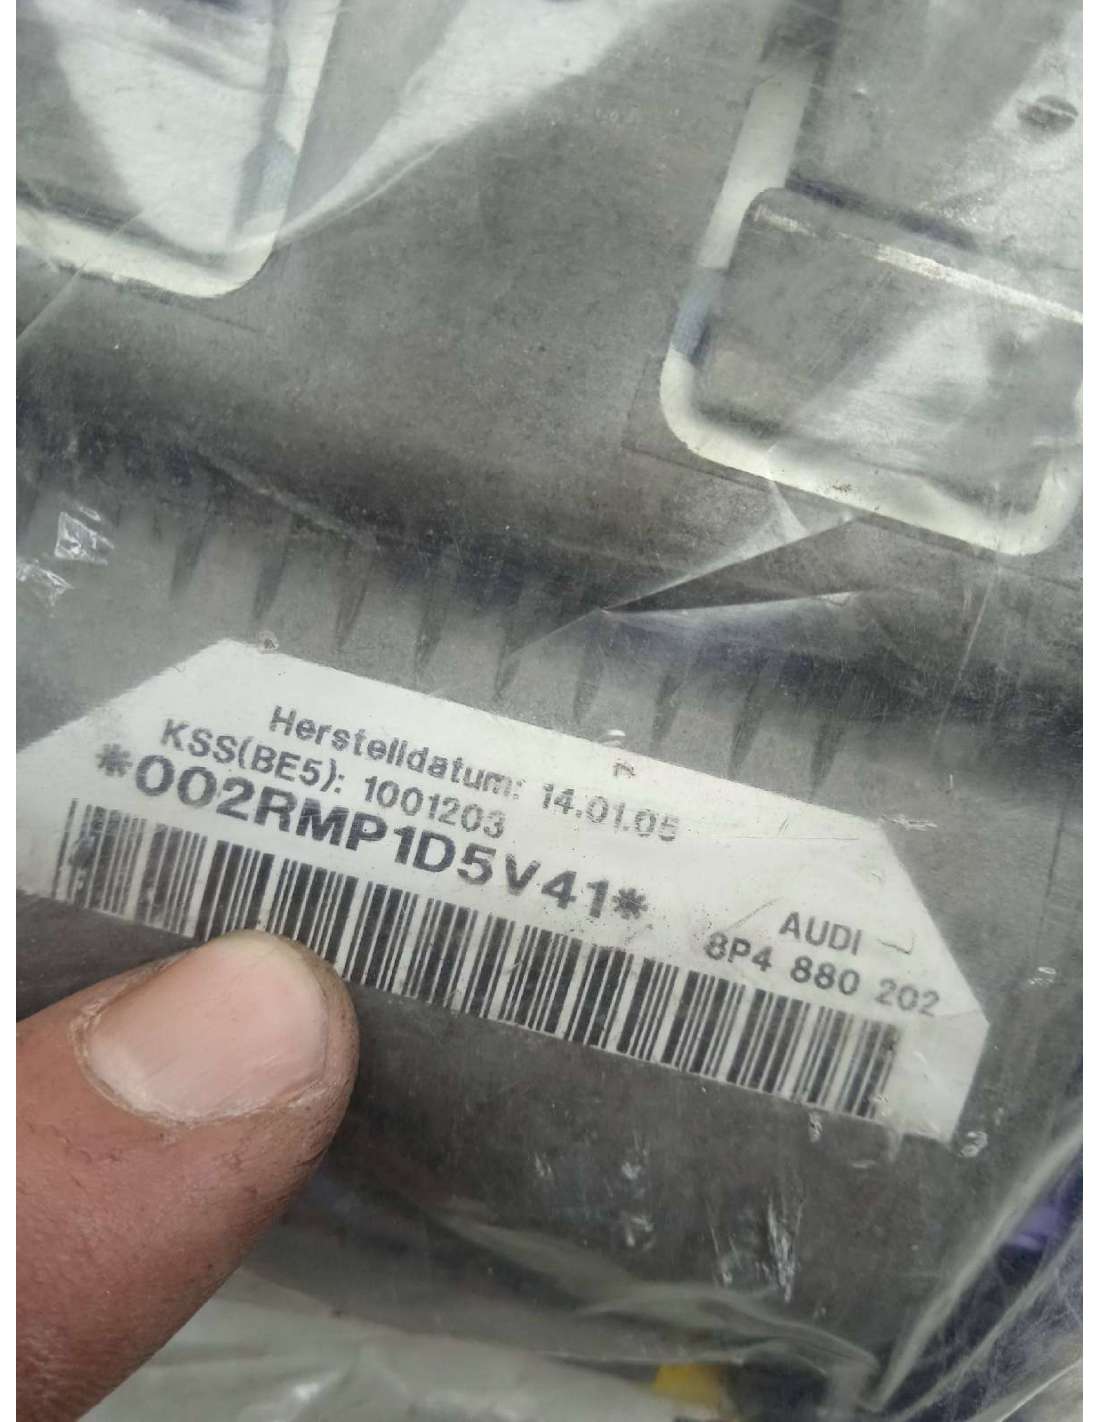 Herstelldatum: 14.01.05
KSS(BE5): 1001203
*002RMP1D5V41*
AUDI
8P4 880 202